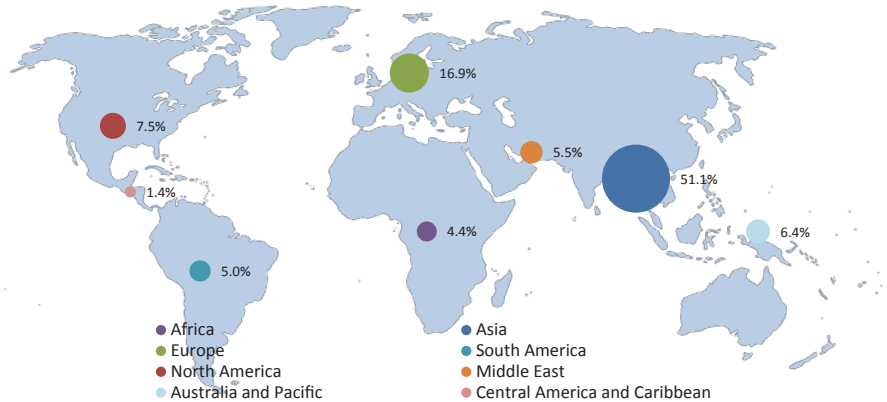 16.9%
7.5%
5.5%
51.1%
1.4%
4.4%
6.4%
5.0%
Africa
Europe
North America
Australia and Pacific
Asia
South America
Middle East
Central America and Caribbean